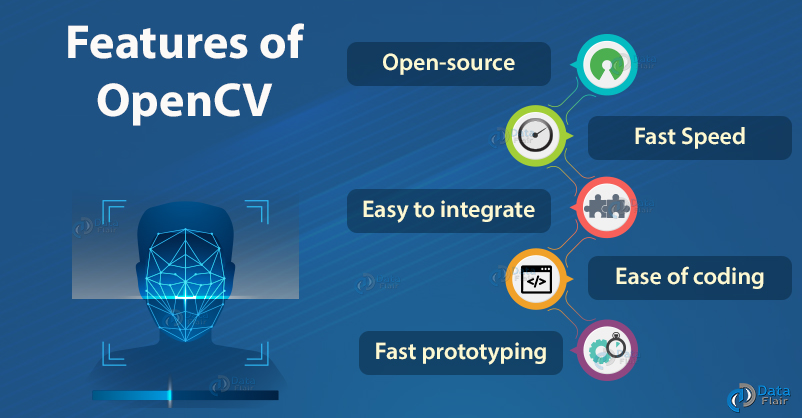 Features of
OpenCV
Open-source
Fast Speed
Easy to integrate
</>
Ease of coding
Fast prototyping
Data
Flair